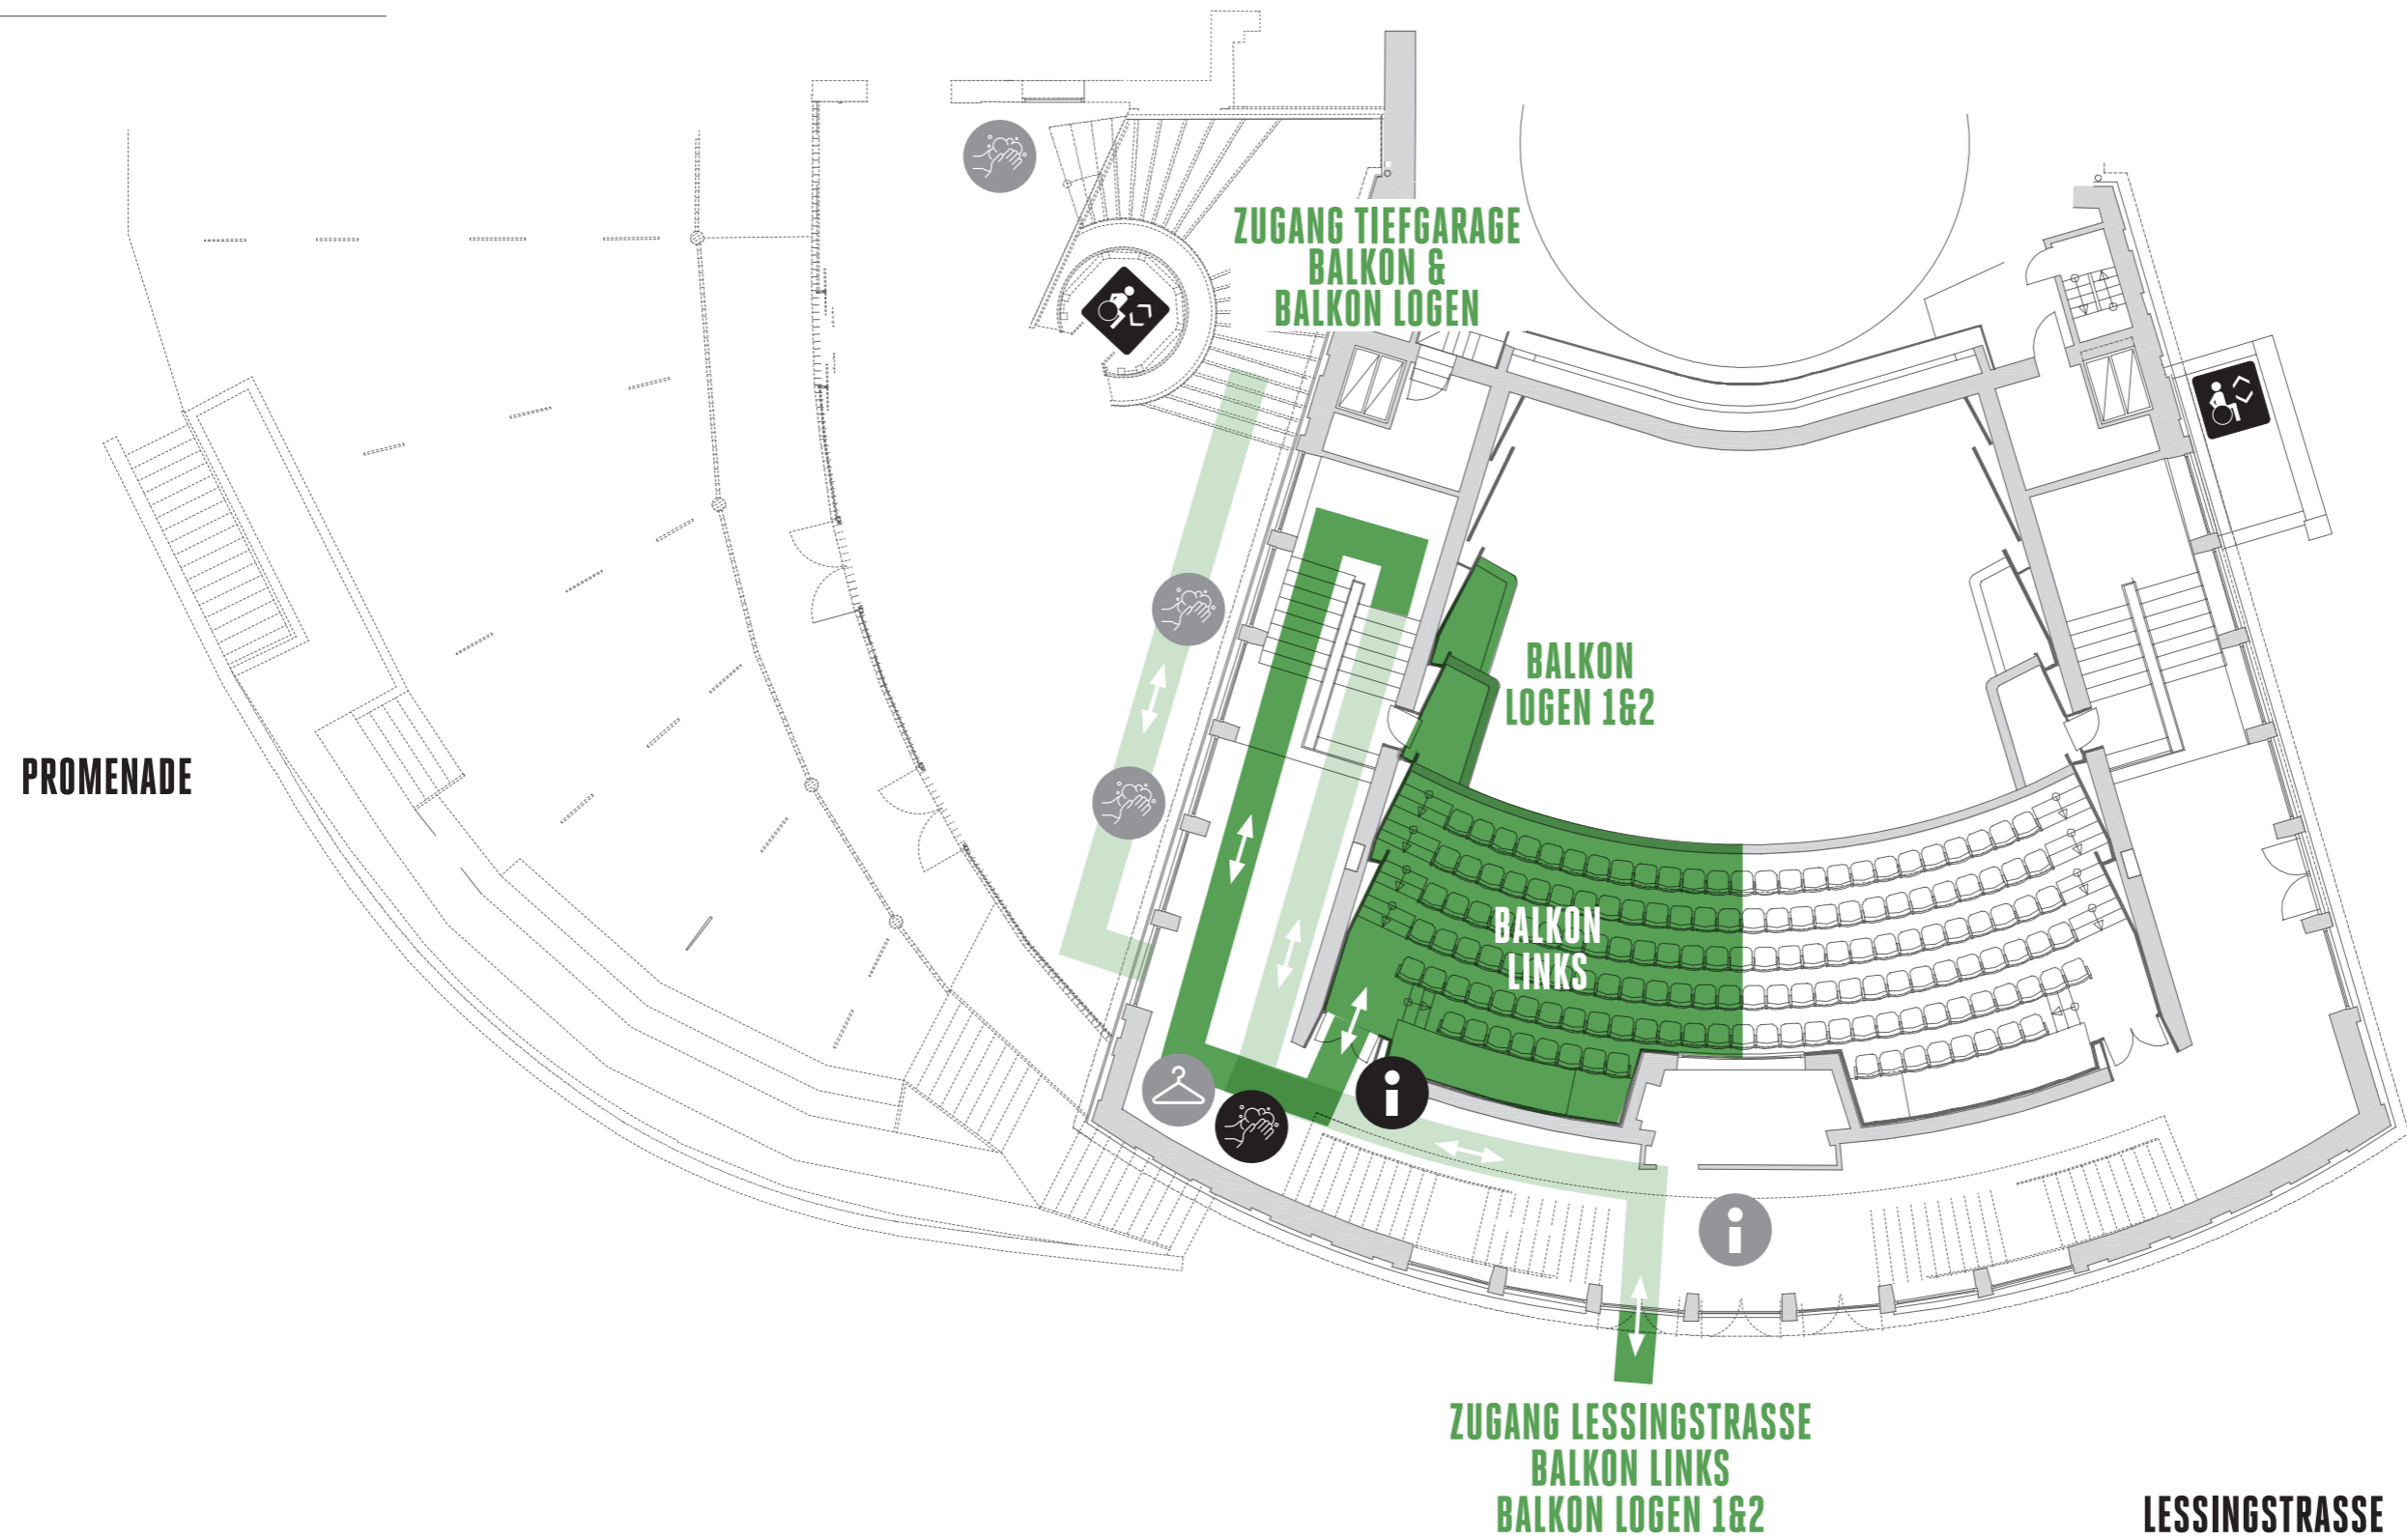 ZUGANG TIEFGARAGE
BALKON &
BALKON LOGEN
BALKON
LOGEN 1&2
PROMENADE
BALKON
LINKS
ZUGANG LESSINGSTRASSE
BALKON LINKS
BALKON LOGEN 1&2
LESSINGSTRASSE